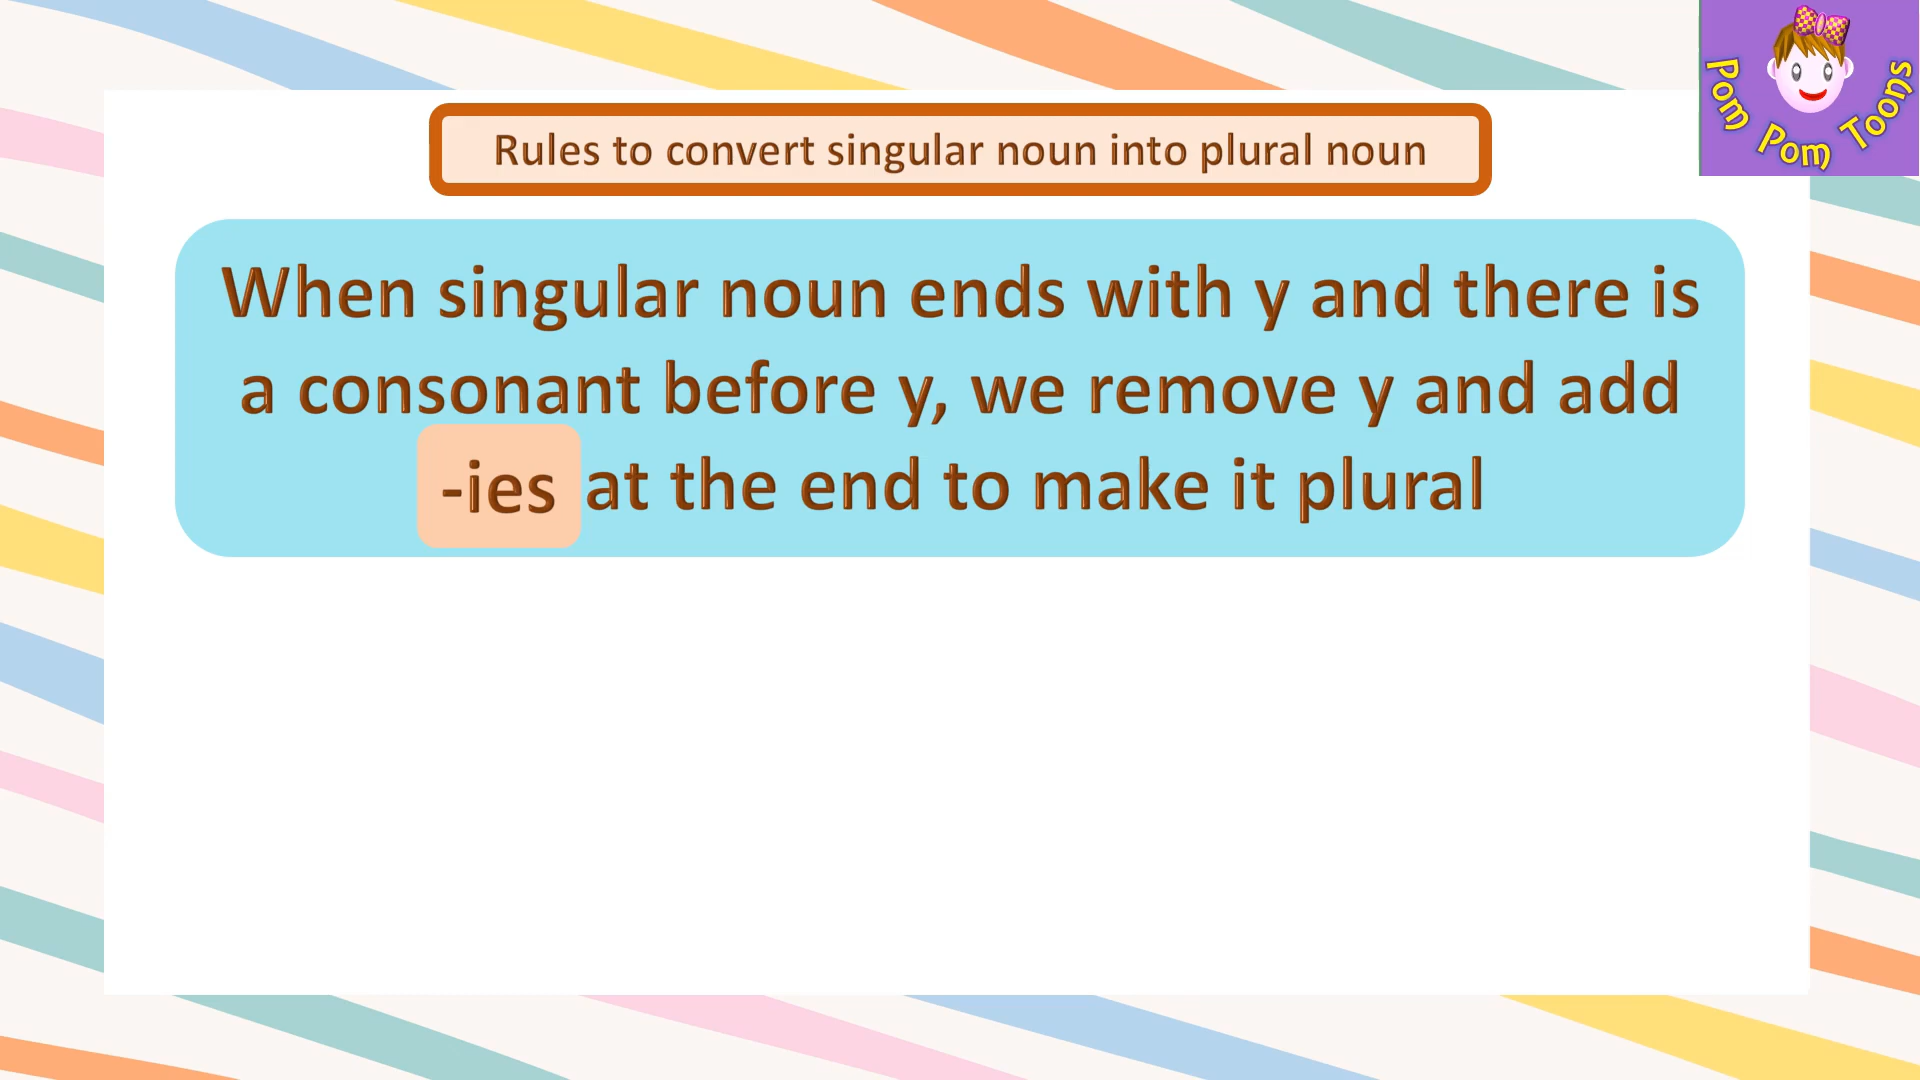 Pom Pom Toons
Rules to convert singular noun into plural noun
When singular noun ends with y and there is
a consonant before y, we remove y and add
-ies at the end to make it plural